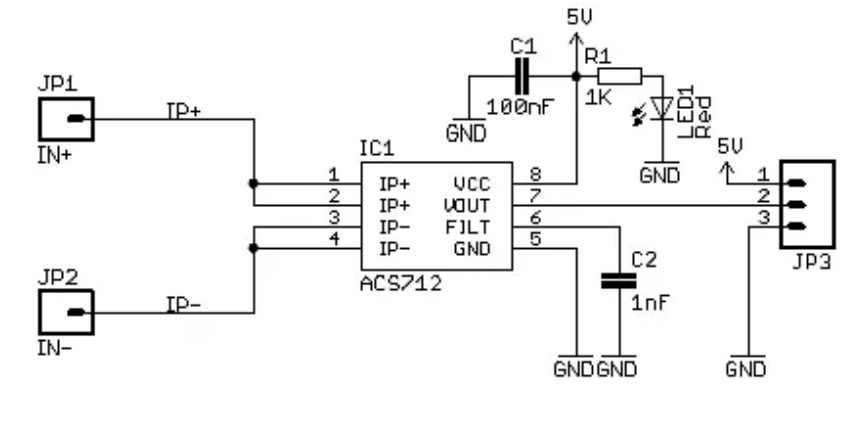 5V
C1
R1
JP1
100nF
1K
LED1
Red
IP+
GND
5V
IN+
IC1
GND
1
IP+
VCC
8
1
2
IP+
VOUT
7
2
3
IP-
FILT
6
3
4
IP-
GND
5
JP2
C2
JP3
ACS712
IP-
1nF
IN-
GND
GND
GND